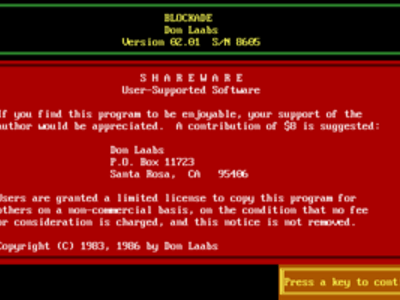 BLOCKADE
Don Laabs
Version 02.01 S/N 8605
S H A R E W A R E
User-Supported Software
If you find this program to be enjoyable, your support of the
author would be appreciated. A contribution of $8 is suggested:
Don Laabs
P.O. Box 11723
Santa Rosa, CA 95406
Users are granted a limited license to copy this program for
others on a non-commercial basis, on the condition that no fee
or consideration is charged, and this notice is not removed.
Copyright (C) 1983, 1986 by Don Laabs
Press a key to cont